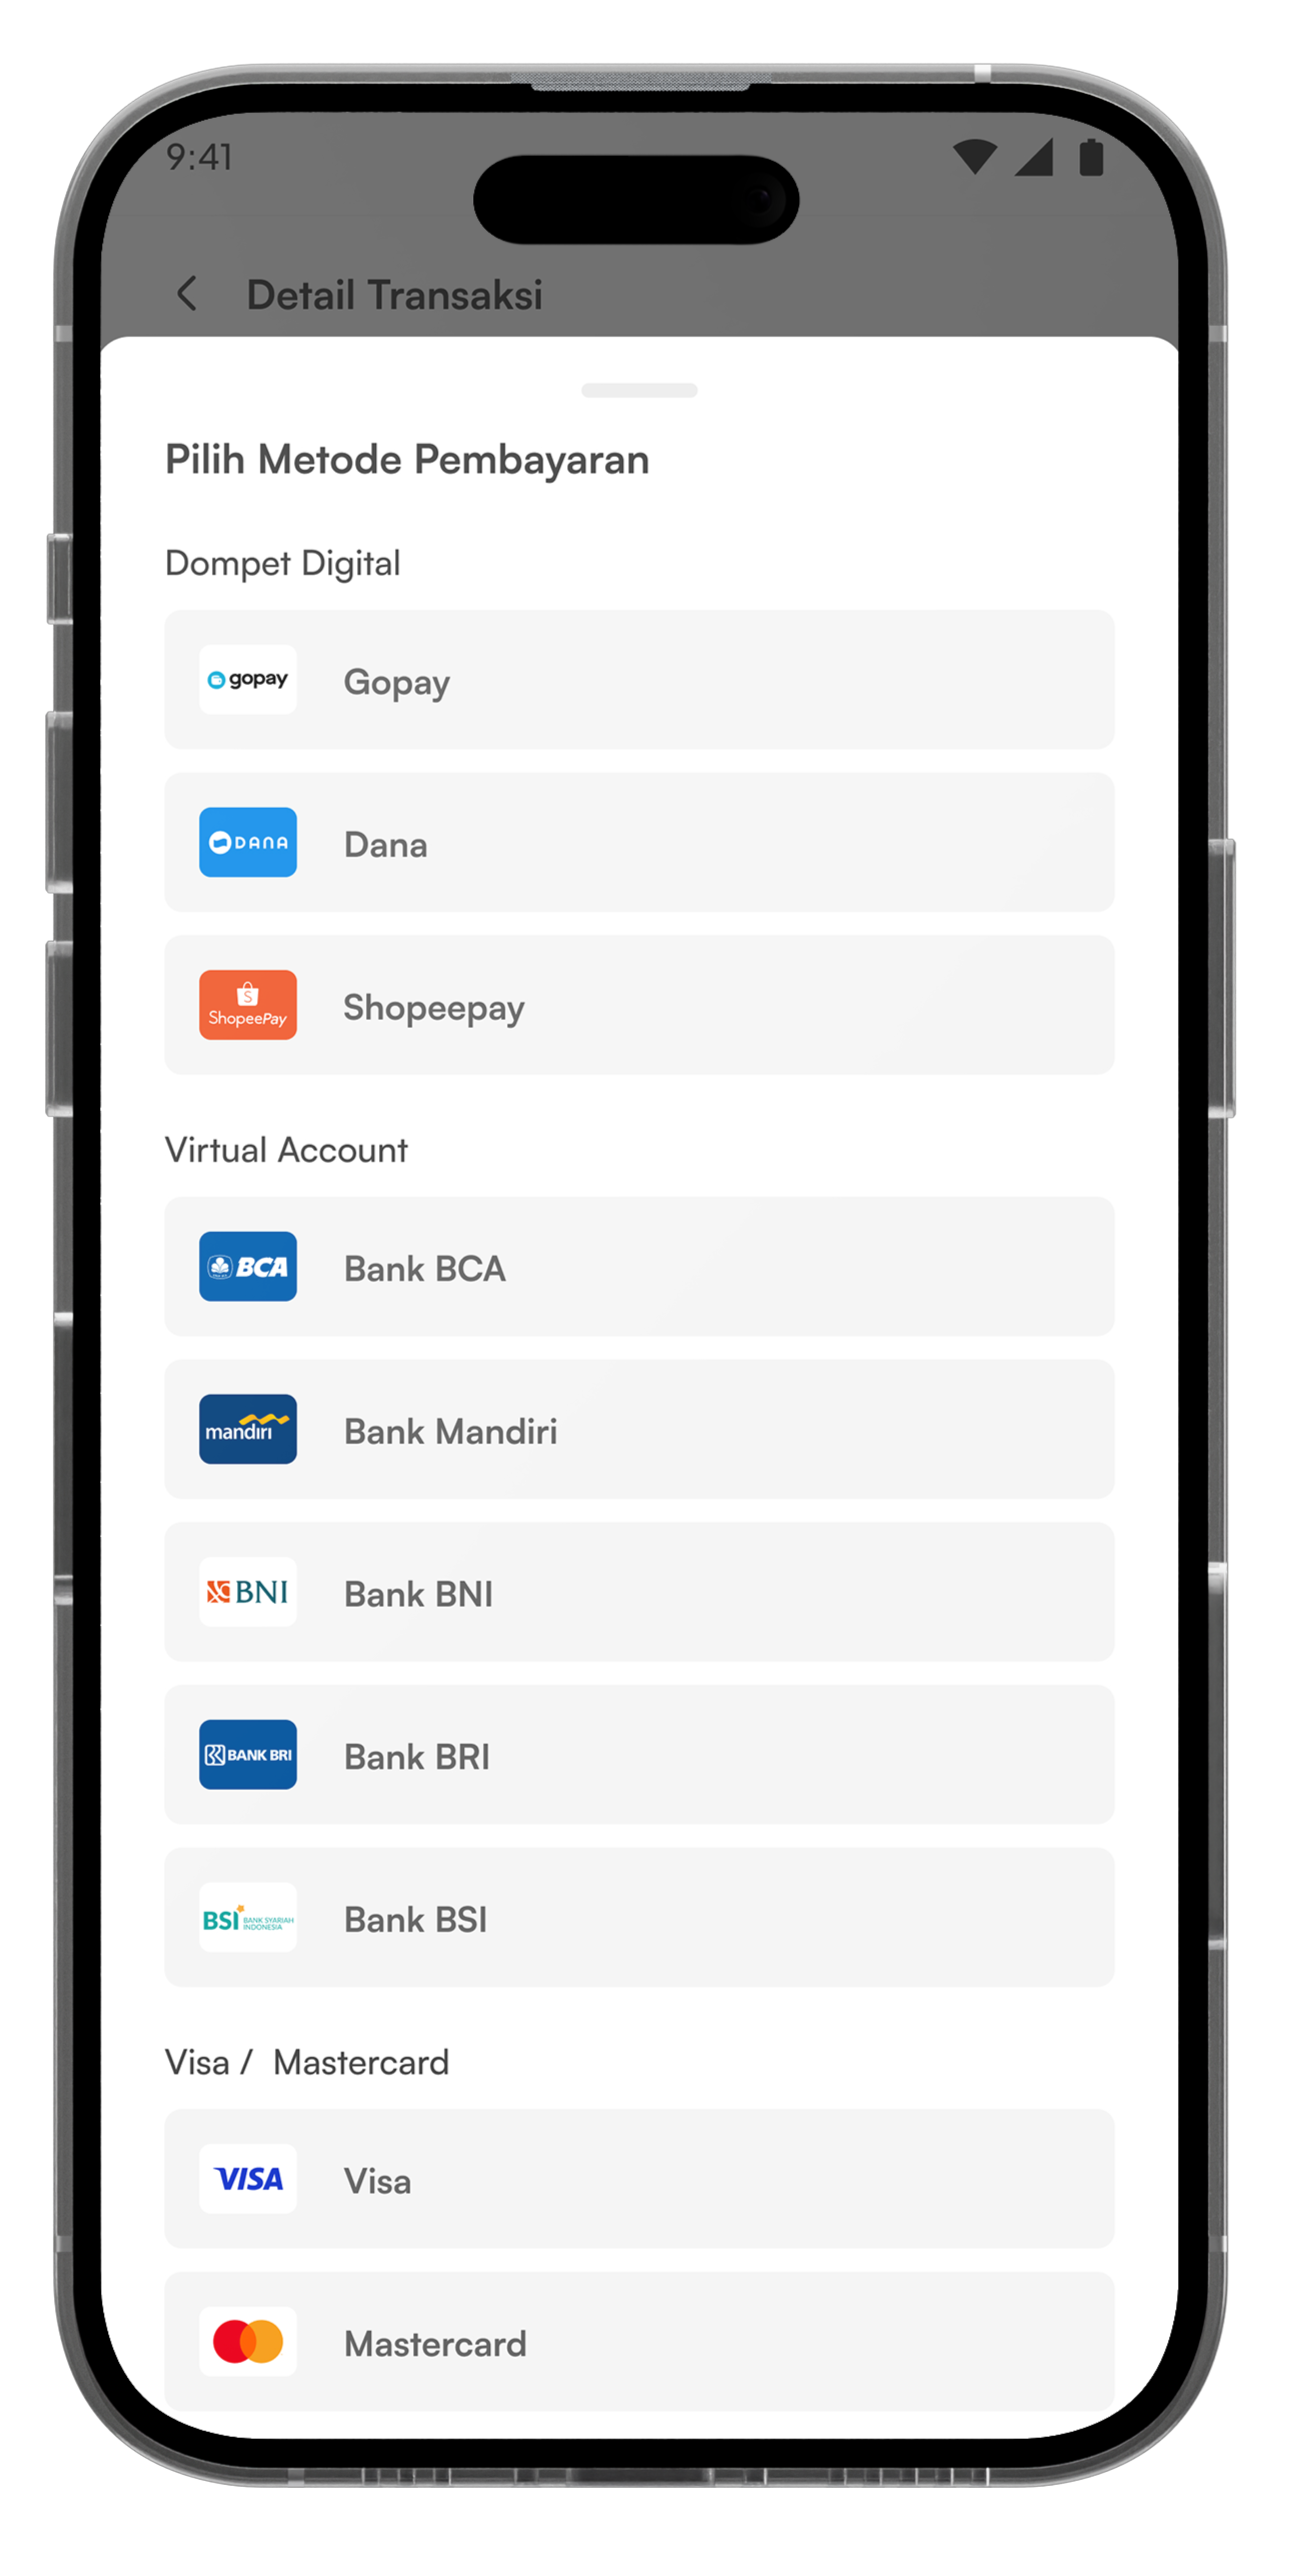 9:41
Detail Transaksi
Pilih Metode Pembayaran
Dompet Digital
gopay Gopay
DANA Dana
S
ShopeePay Shopeepay
Virtual Account
BCA Bank BCA
mandiri Bank Mandiri
BNI Bank BNI
BANK BRI Bank BRI
BSI BANK SYARIAH INDONESIA Bank BSI
Visa / Mastercard
VISA Visa
Mastercard